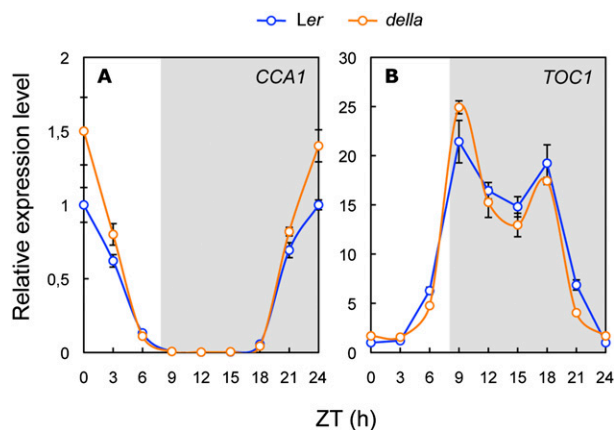 Ler della
Relative expression level
A CCA1
2
1,5
1
0,5
0
0 3 6 9 12 15 18 21 24
B TOC1
30
25
20
15
10
5
0
0 3 6 9 12 15 18 21 24
ZT (h)